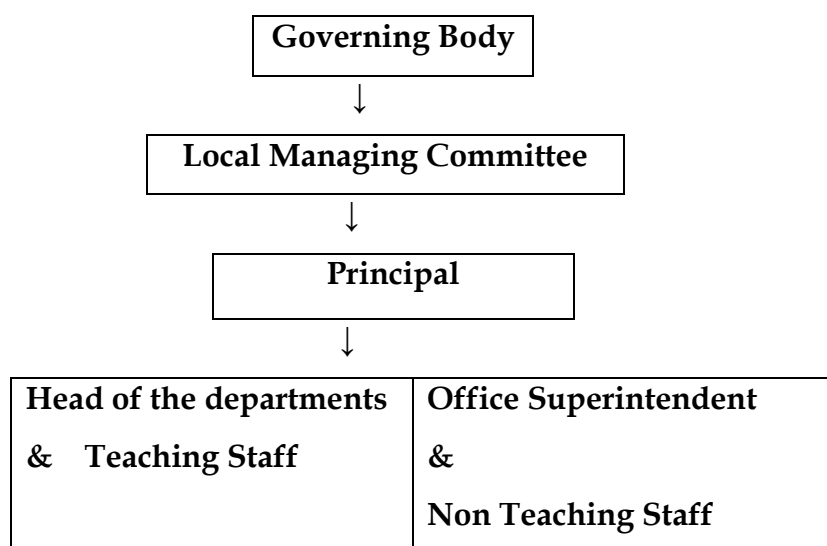 Governing Body
↓
Local Managing Committee
↓
Principal
↓
Head of the departments
& Teaching Staff
Office Superintendent
&
Non Teaching Staff